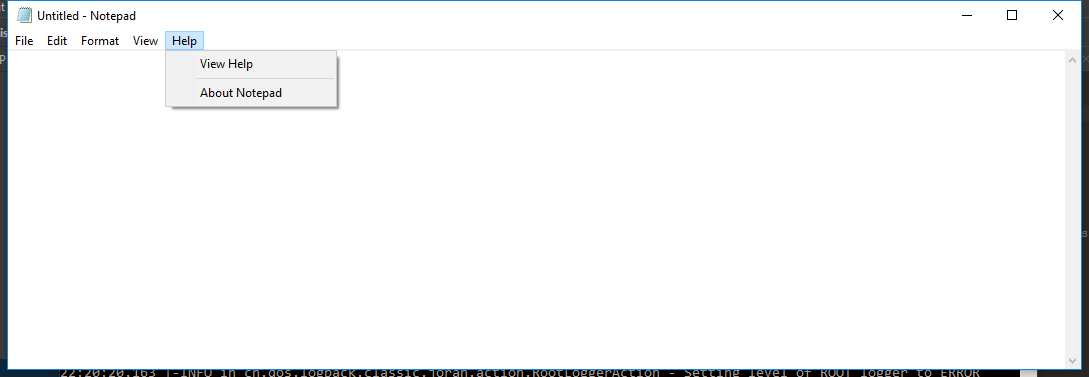 Untitled - Notepad
File Edit Format View Help
View Help
About Notepad
22:20:20.163 |-INFO in ch.qos.logback.classic.joran.action.RootLoggerAction - Setting level of ROOT logger to ERROR